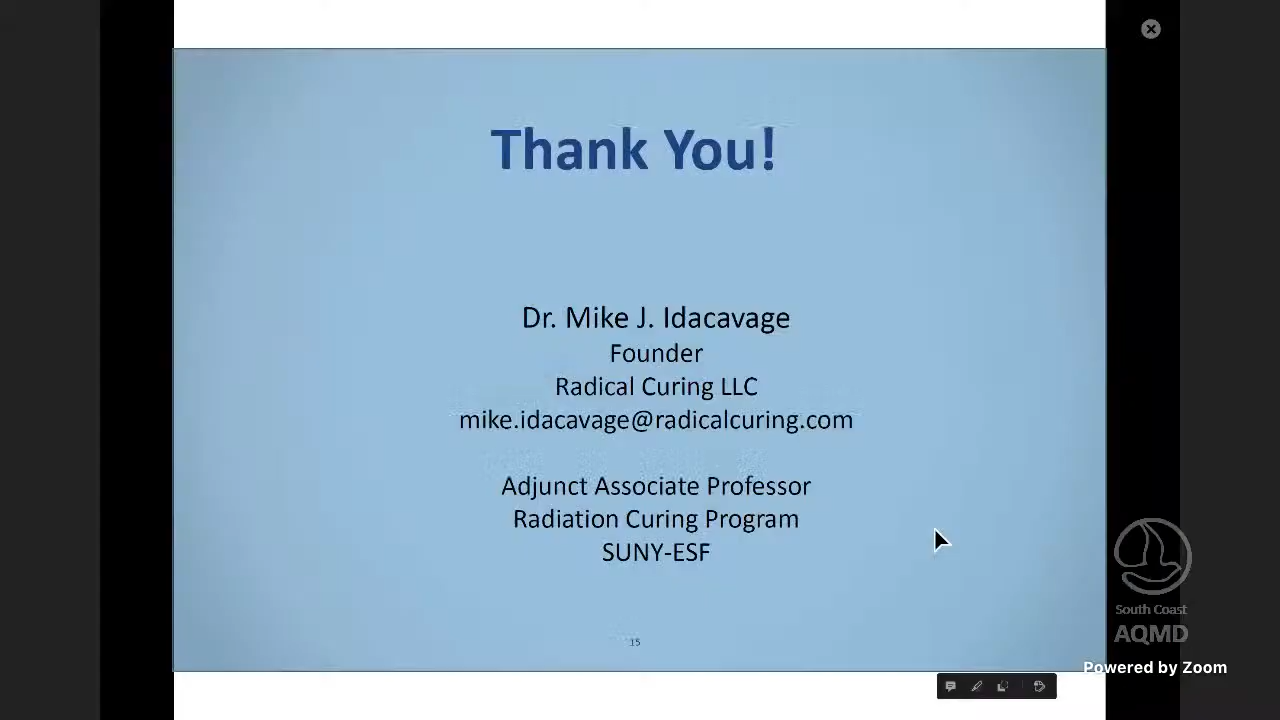 Thank You!
Dr. Mike J. Idacavage
Founder
Radical Curing LLC
mike.idacavage@radicalcuring.com
Adjunct Associate Professor
Radiation Curing Program
SUNY-ESF
15
South Coast
AQMD
Powered by Zoom